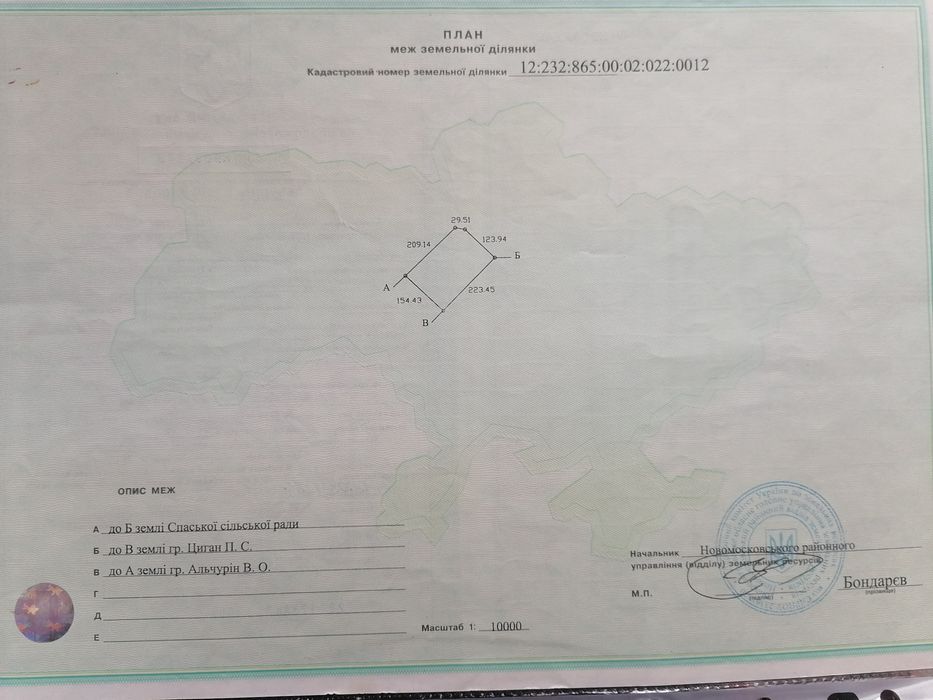 ПЛАН
меж земельної ділянки
Кадастровий номер земельної ділянки 12:232:865:00:02:022:0012
29.51
209.14
123.94
Б
А
154.43
223.45
В
ОПИС МЕЖ
А до Б землі Спаської сільської ради
Б до В землі гр. Циган П. С.
В до А землі гр. Альчурін В. О.
Г
Д
Е
Масштаб 1: 10000
Начальник Новомосковського районного
управління (відділу) земельних ресурсів
М.П.
(підпис)
Бондарєв
(прізвище)